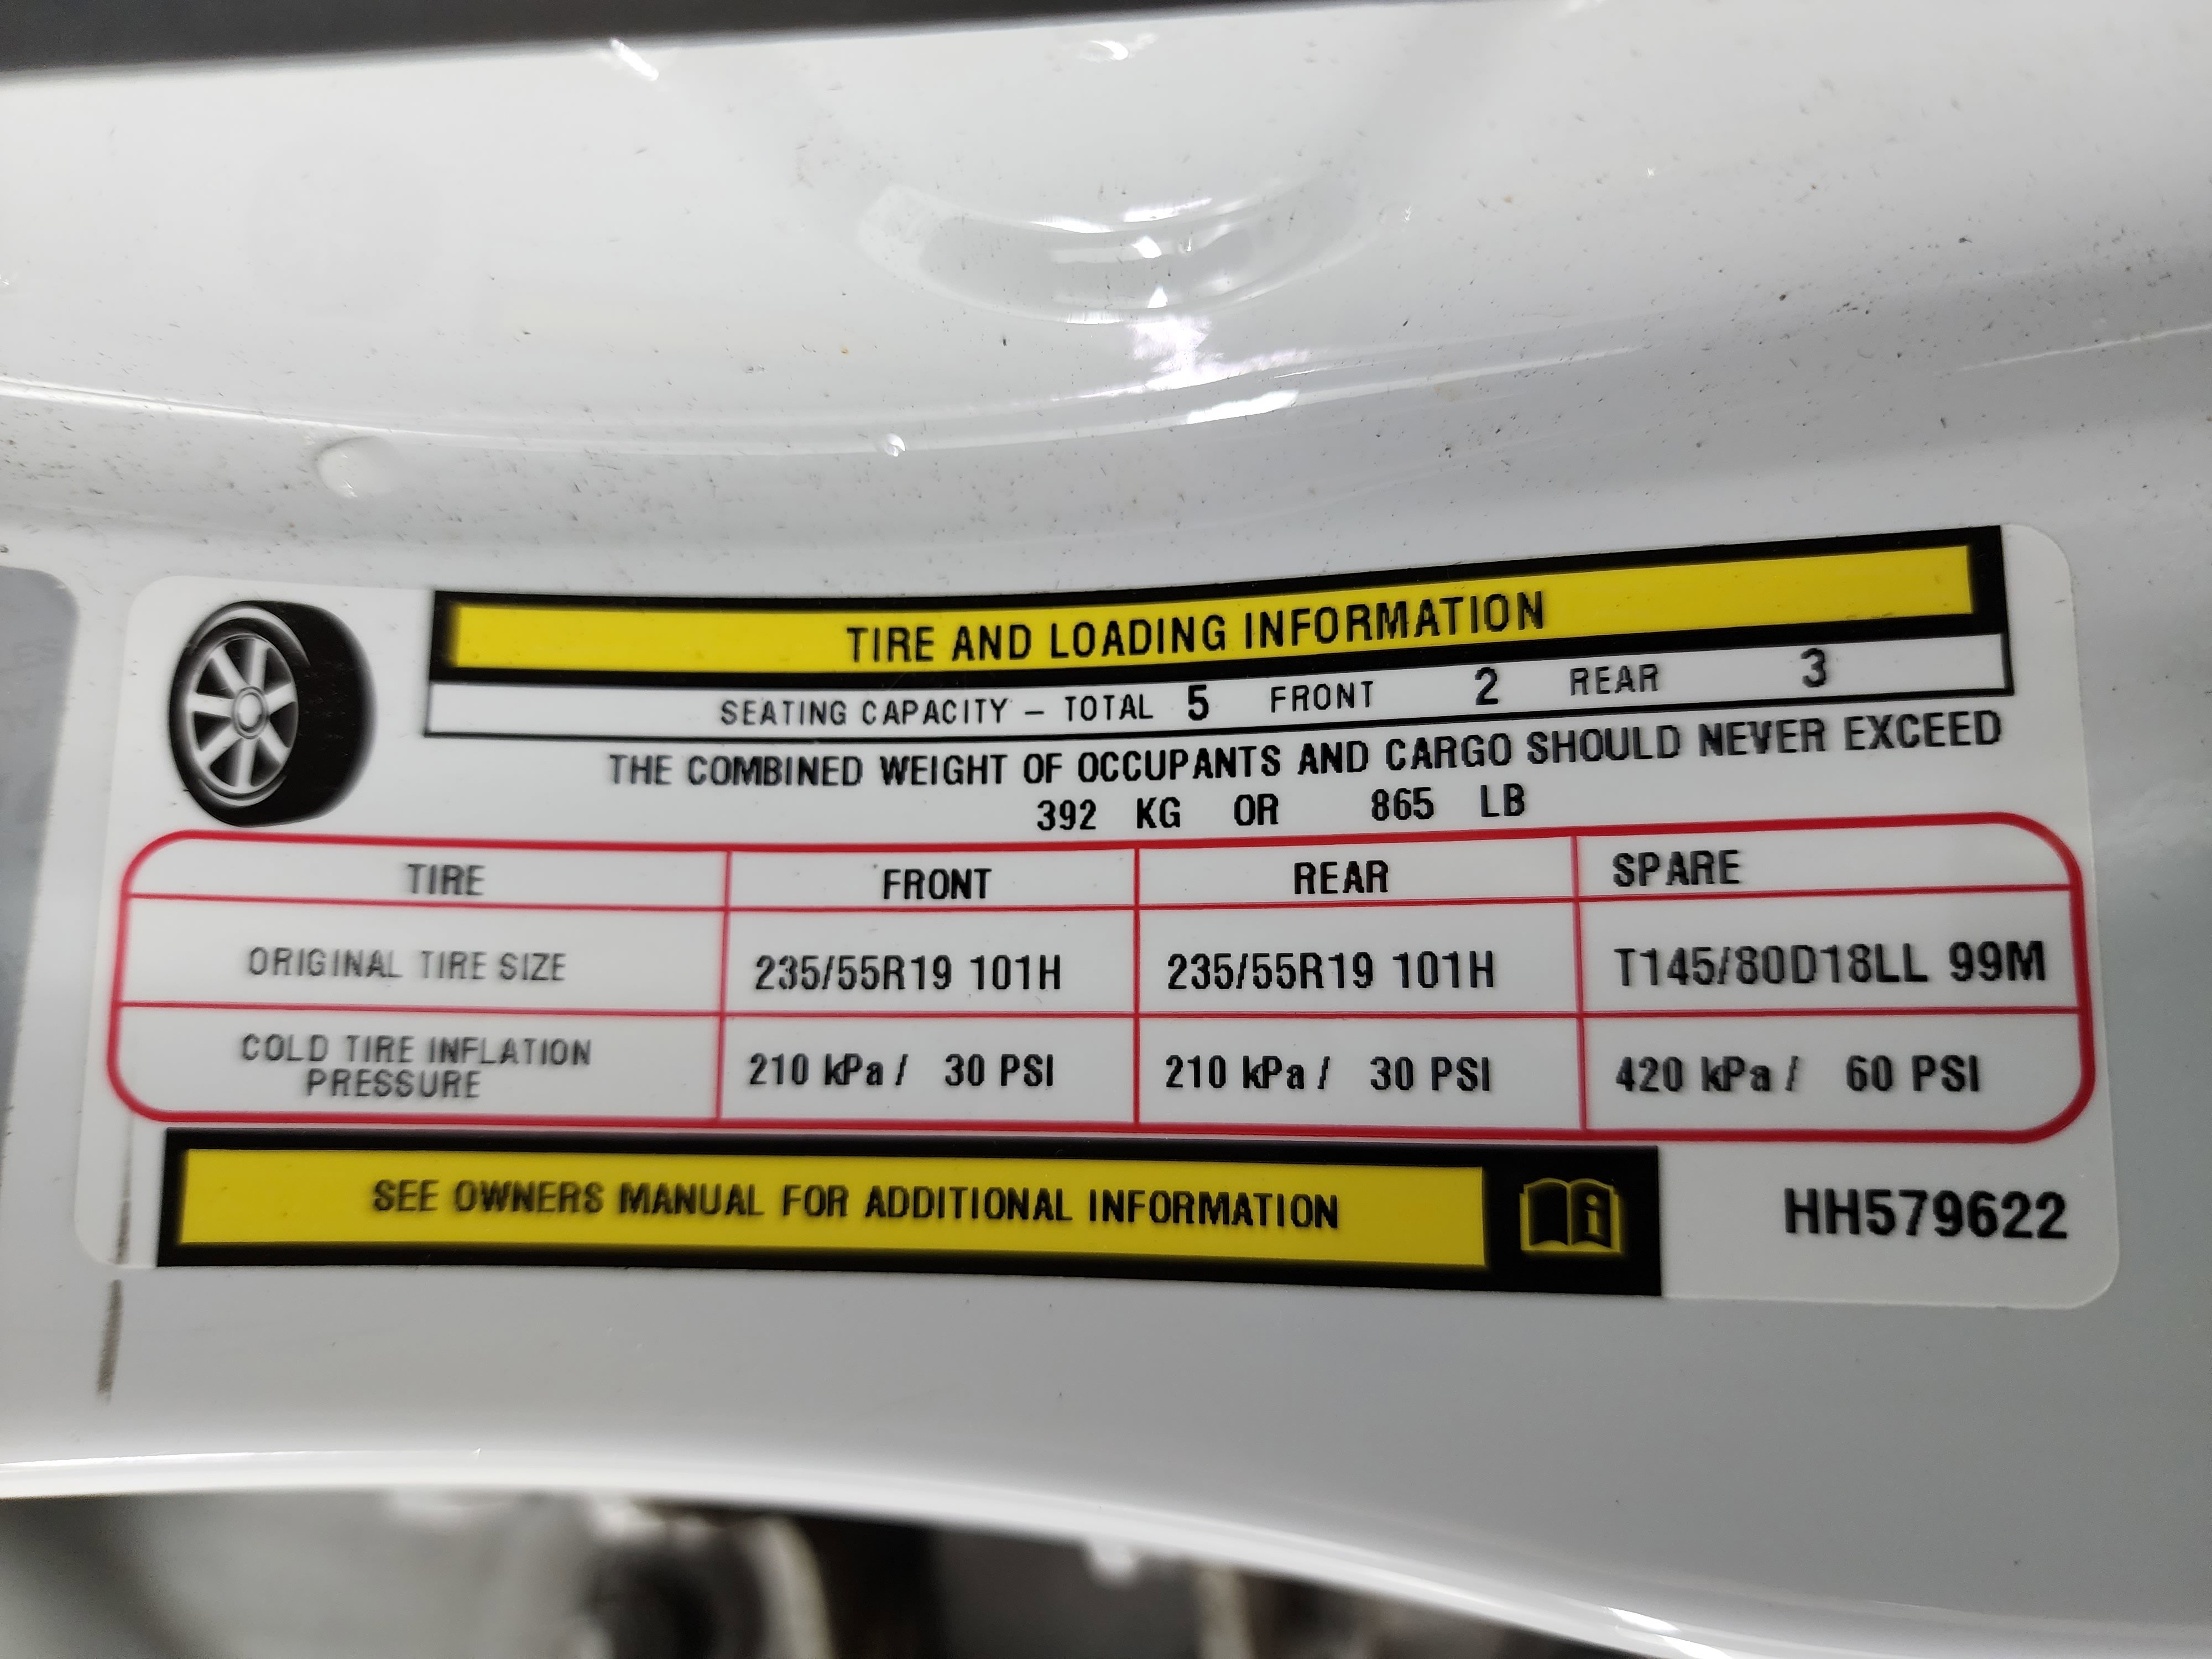 TIRE AND LOADING INFORMATION
SEATING CAPACITY – TOTAL 5 FRONT 2 REAR 3
THE COMBINED WEIGHT OF OCCUPANTS AND CARGO SHOULD NEVER EXCEED
392 KG OR 865 LB
TIRE FRONT REAR SPARE
ORIGINAL TIRE SIZE 235/55R19 101H 235/55R19 101H T145/80D18LL 99M
COLD TIRE INFLATION
PRESSURE 210 kPa / 30 PSI 210 kPa / 30 PSI 420 kPa / 60 PSI
SEE OWNERS MANUAL FOR ADDITIONAL INFORMATION
HH579622